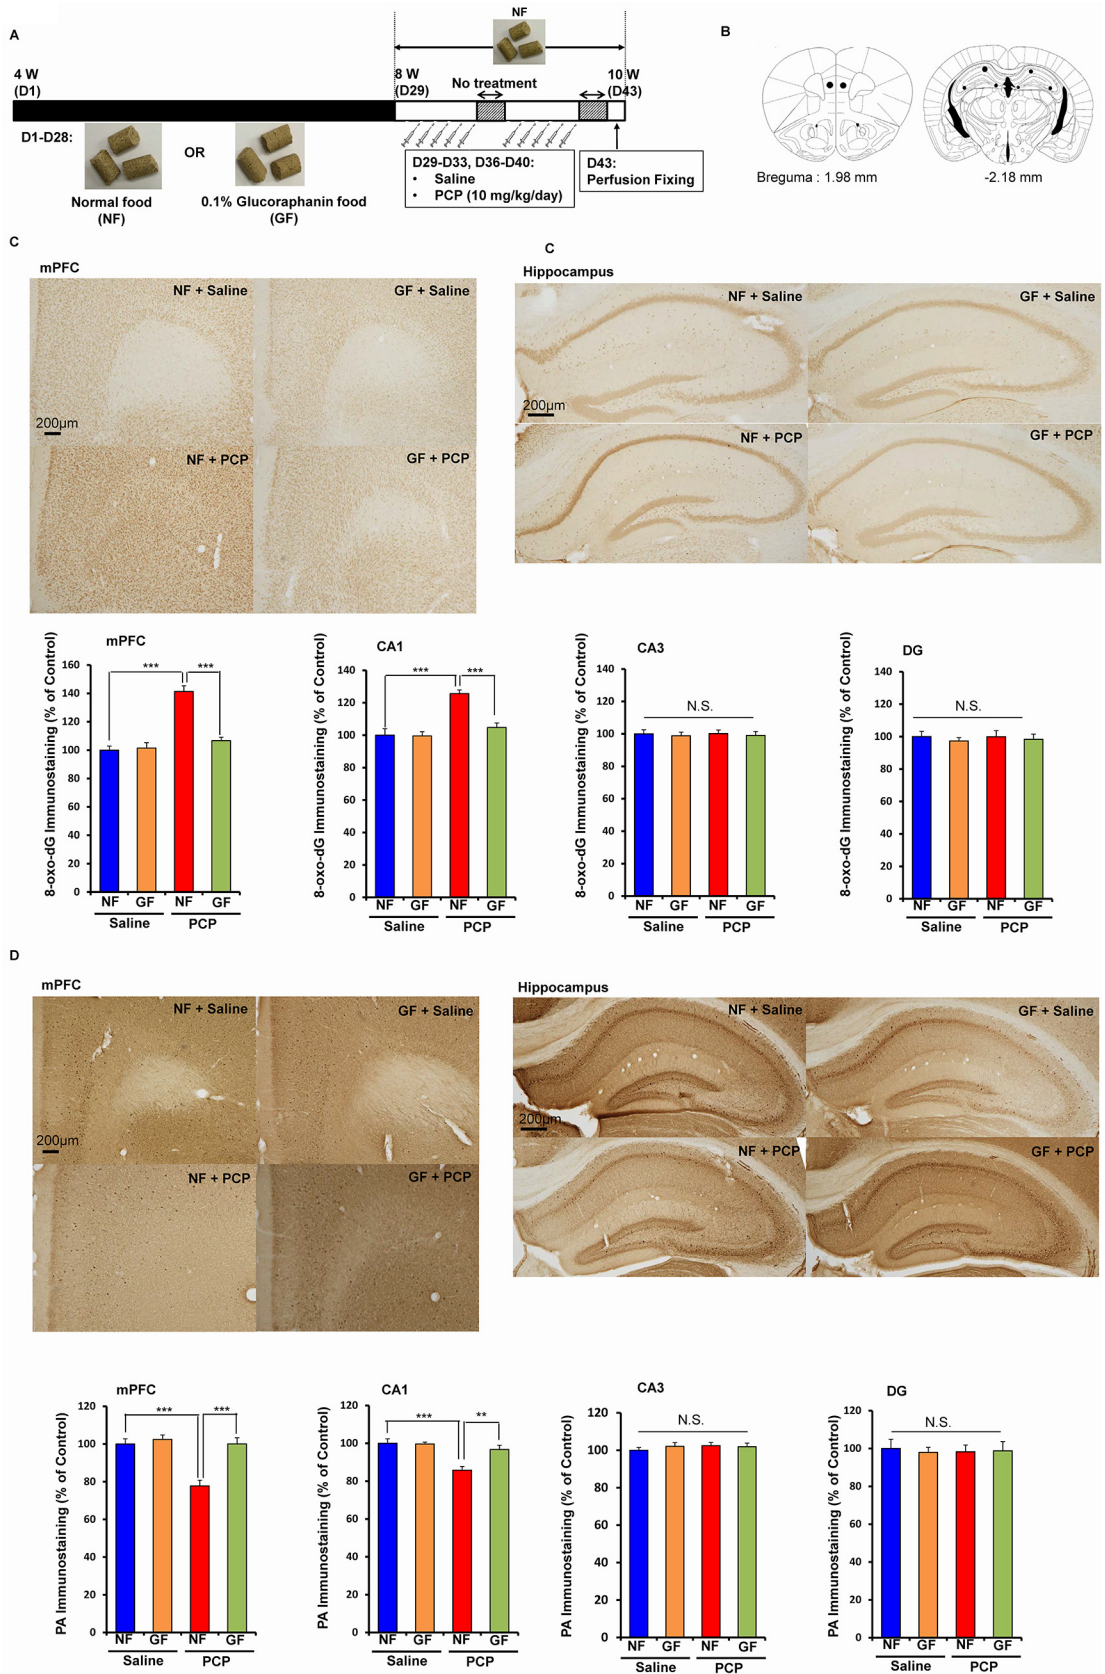 A
NF
B
4 W
(D1)
8 W
(D29)
No treatment
10 W
(D43)
D1-D28:
OR
Normal food
(NF)
0.1% Glucoraphanin food
(GF)
D29-D33, D36-D40:
• Saline
• PCP (10 mg/kg/day)
D43:
Perfusion Fixing
Breguma : 1.98 mm
-2.18 mm
C
mPFC
NF + Saline
GF + Saline
200µm
NF + PCP
GF + PCP
C
Hippocampus
NF + Saline
GF + Saline
200µm
NF + PCP
GF + PCP
mPFC
8-oxo-dG Immunostaining (% of Control)
160
140
120
100
80
60
40
20
0
***
***
NF GF NF GF
Saline PCP
CA1
8-oxo-dG Immunostaining (% of Control)
140
120
100
80
60
40
20
0
***
***
NF GF NF GF
Saline PCP
CA3
8-oxo-dG Immunostaining (% of Control)
140
120
100
80
60
40
20
0
N.S.
NF GF NF GF
Saline PCP
DG
8-oxo-dG Immunostaining (% of Control)
140
120
100
80
60
40
20
0
N.S.
NF GF NF GF
Saline PCP
D
mPFC
NF + Saline
GF + Saline
200µm
NF + PCP
GF + PCP
Hippocampus
NF + Saline
GF + Saline
200µm
NF + PCP
GF + PCP
mPFC
PA Immunostaining (% of Control)
120
100
80
60
40
20
0
***
***
NF GF NF GF
Saline PCP
CA1
PA Immunostaining (% of Control)
120
100
80
60
40
20
0
***
**
NF GF NF GF
Saline PCP
CA3
PA Immunostaining (% of Control)
120
100
80
60
40
20
0
N.S.
NF GF NF GF
Saline PCP
DG
PA Immunostaining (% of Control)
120
100
80
60
40
20
0
N.S.
NF GF NF GF
Saline PCP